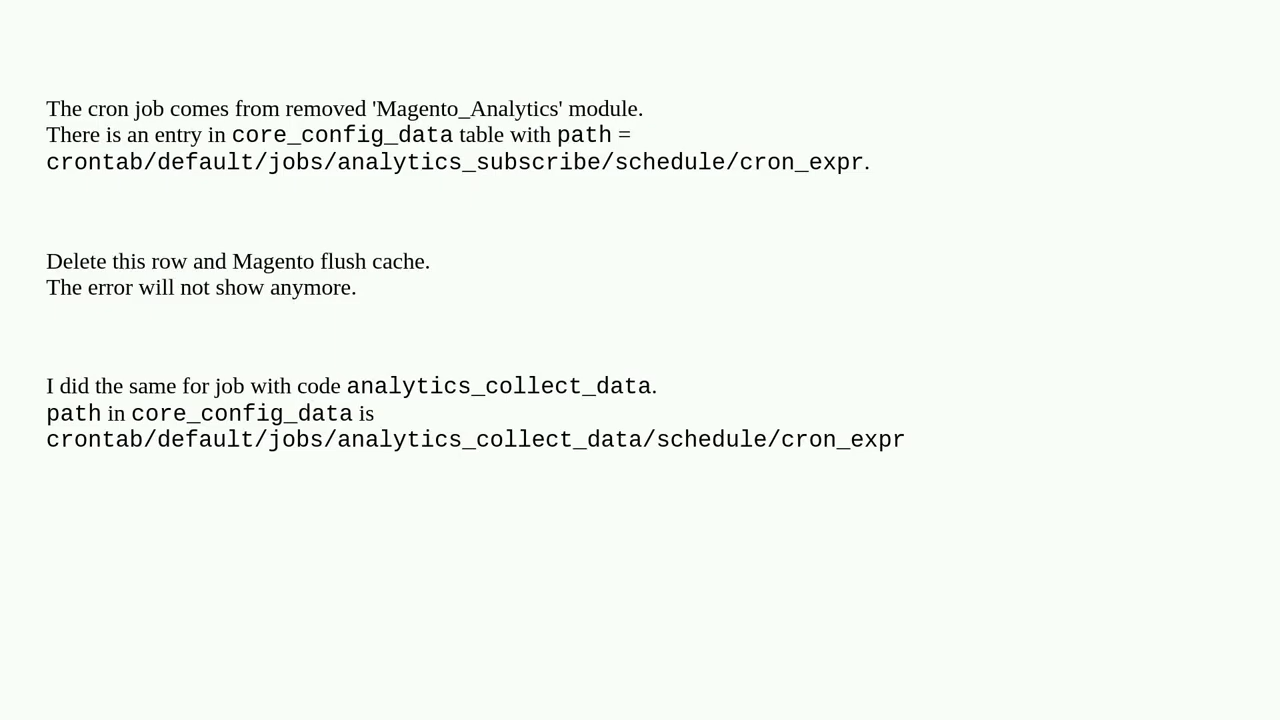 The cron job comes from removed 'Magento_Analytics' module.
There is an entry in core_config_data table with path =
crontab/default/jobs/analytics_subscribe/schedule/cron_expr.
Delete this row and Magento flush cache.
The error will not show anymore.
I did the same for job with code analytics_collect_data.
path in core_config_data is
crontab/default/jobs/analytics_collect_data/schedule/cron_expr